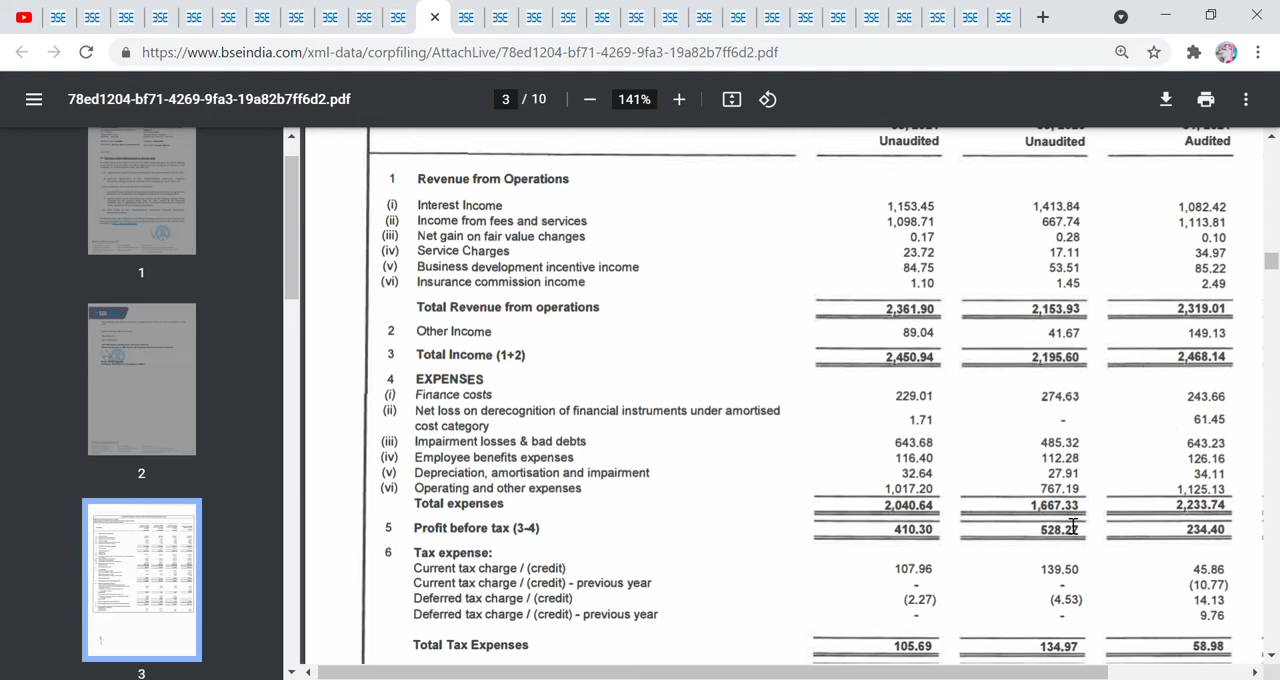 https://www.bseindia.com/xml-data/corpfiling/AttachLive/78ed1204-bf71-4269-9fa3-19a82b7ff6d2.pdf
78ed1204-bf71-4269-9fa3-19a82b7ff6d2.pdf 3 / 10 141%
Unaudited Unaudited Audited
1 Revenue from Operations
(i) Interest Income 1,153.45 1,413.84 1,082.42
(ii) Income from fees and services 1,098.71 667.74 1,113.81
(iii) Net gain on fair value changes 0.17 0.28 0.10
(iv) Service Charges 23.72 17.11 34.97
(v) Business development incentive income 84.75 53.51 85.22
(vi) Insurance commission income 1.10 1.45 2.49
Total Revenue from operations 2,361.90 2,153.93 2,319.01
2 Other Income 89.04 41.67 149.13
3 Total Income (1+2) 2,450.94 2,195.60 2,468.14
4 EXPENSES
(i) Finance costs 229.01 274.63 243.66
(ii) Net loss on derecognition of financial instruments under amortised
cost category 1.71 - 61.45
(iii) Impairment losses & bad debts 643.68 485.32 643.23
(iv) Employee benefits expenses 116.40 112.28 126.16
(v) Depreciation, amortisation and impairment 32.64 27.91 34.11
(vi) Operating and other expenses 1,017.20 767.19 1,125.13
Total expenses 2,040.64 1,667.33 2,233.74
5 Profit before tax (3-4) 410.30 528.27 234.40
6 Tax expense:
Current tax charge / (credit) 107.96 139.50 45.86
Current tax charge / (credit) - previous year - - (10.77)
Deferred tax charge / (credit) (2.27) (4.53) 14.13
Deferred tax charge / (credit) - previous year - - 9.76
Total Tax Expenses 105.69 134.97 58.98
1
2
3